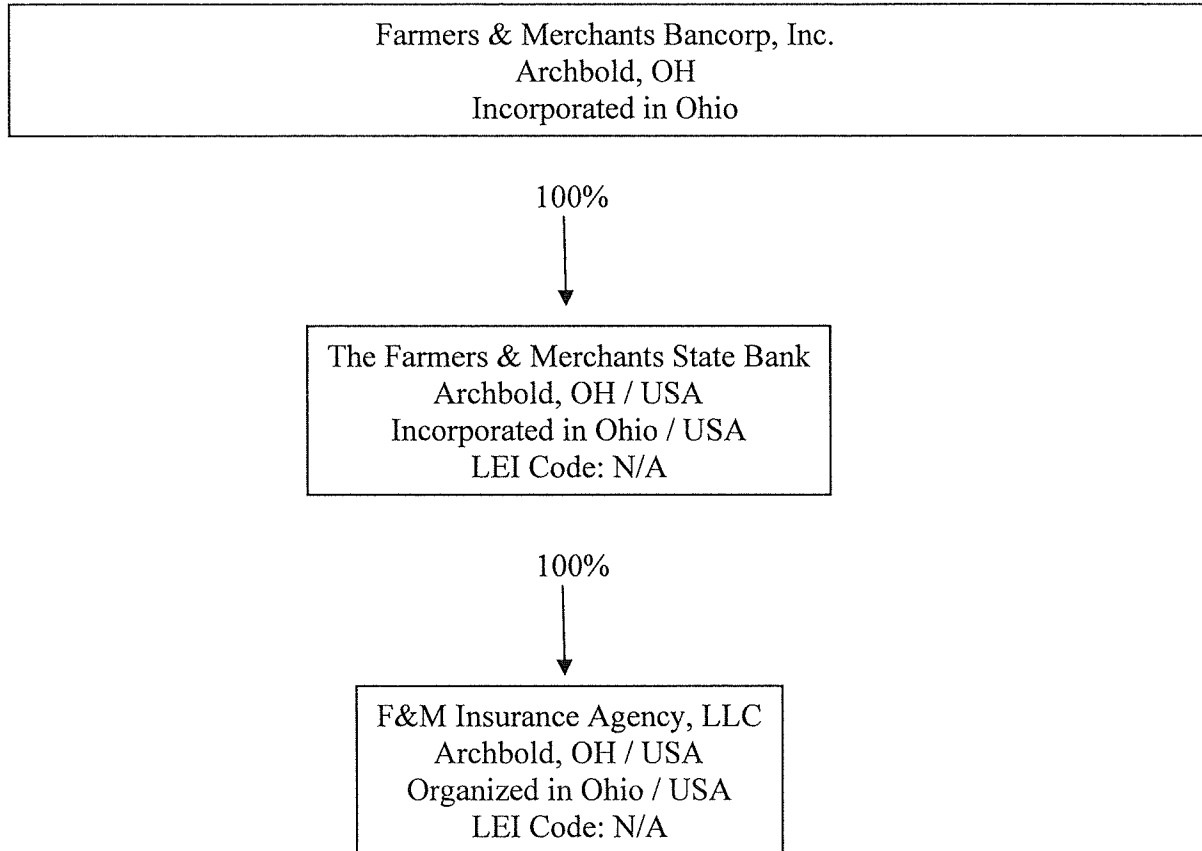 Farmers & Merchants Bancorp, Inc.
Archbold, OH
Incorporated in Ohio
100%
The Farmers & Merchants State Bank
Archbold, OH / USA
Incorporated in Ohio / USA
LEI Code: N/A
100%
F&M Insurance Agency, LLC
Archbold, OH / USA
Organized in Ohio / USA
LEI Code: N/A